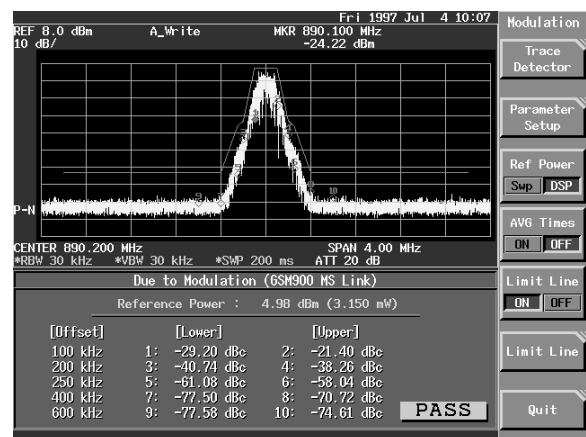 Fri 1997 Jul 4 10:07
REF 8.0 dBm A_Write MKR 890.100 MHz
10 dB/ -24.22 dBm
P-N
CENTER 890.200 MHz SPAN 4.00 MHz
*RBW 30 kHz *VBW 30 kHz *SWP 200 ms ATT 20 dB
Due to Modulation (GSM900 MS Link)
Reference Power : 4.98 dBm (3.150 mW)
[Offset] [Lower] [Upper]
100 kHz 1: -29.20 dBc 2: -21.40 dBc
200 kHz 3: -40.74 dBc 4: -38.26 dBc
250 kHz 5: -61.08 dBc 6: -58.04 dBc
400 kHz 7: -77.50 dBc 8: -70.72 dBc
600 kHz 9: -77.58 dBc 10: -74.61 dBc
PASS
Modulation
Trace
Detector
Parameter
Setup
Ref Power
Swp DSP
AVG Times
ON OFF
Limit Line
ON OFF
Limit Line
Quit